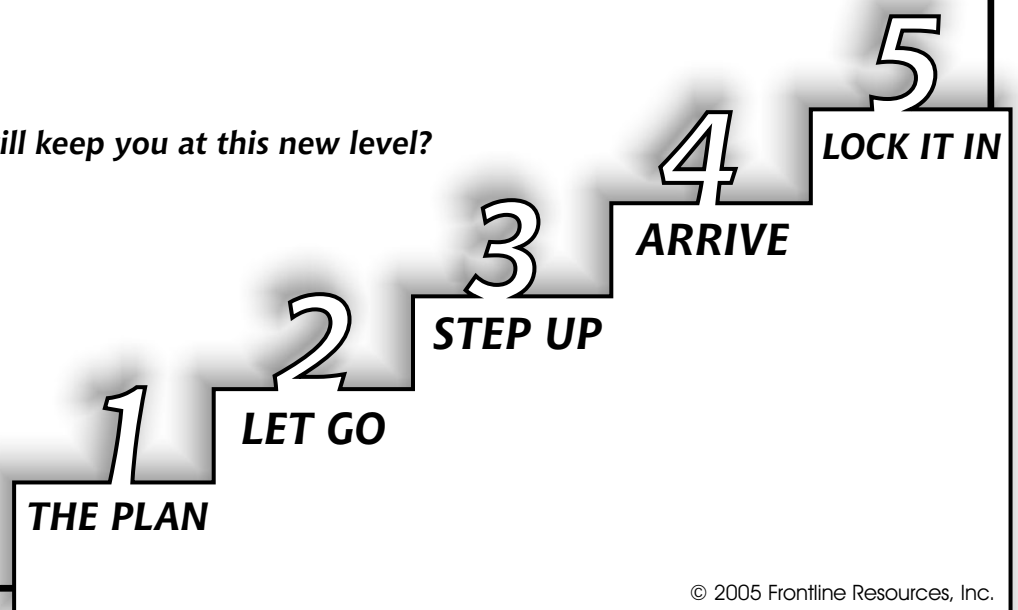 5
LOCK IT IN
keep you at this new level?
4
ARRIVE
3
STEP UP
2
LET GO
1
THE PLAN
© 2005 Frontline Resources, Inc.